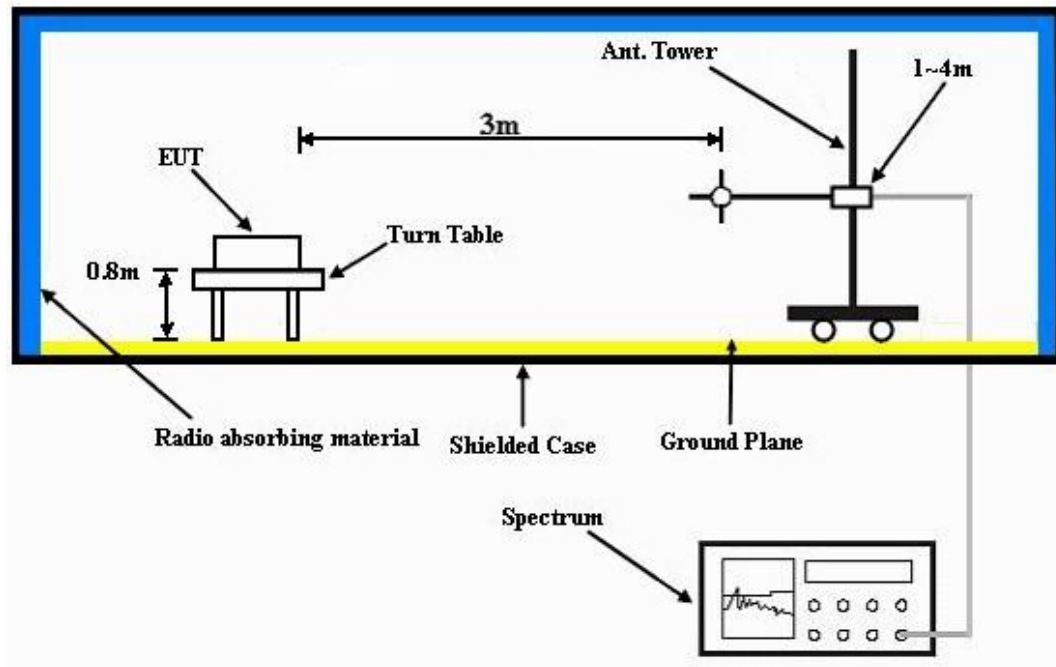 Ant. Tower
1~4m
3m
EUT
Turn Table
0.8m
Radio absorbing material
Shielded Case
Ground Plane
Spectrum